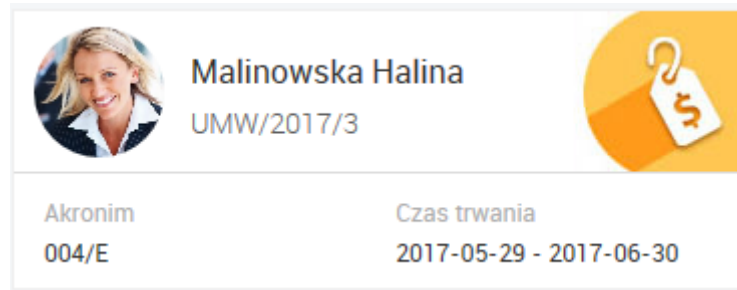 Malinowska Halina
UMW/2017/3
$
Akronim
Czas trwania
004/E
2017-05-29 - 2017-06-30